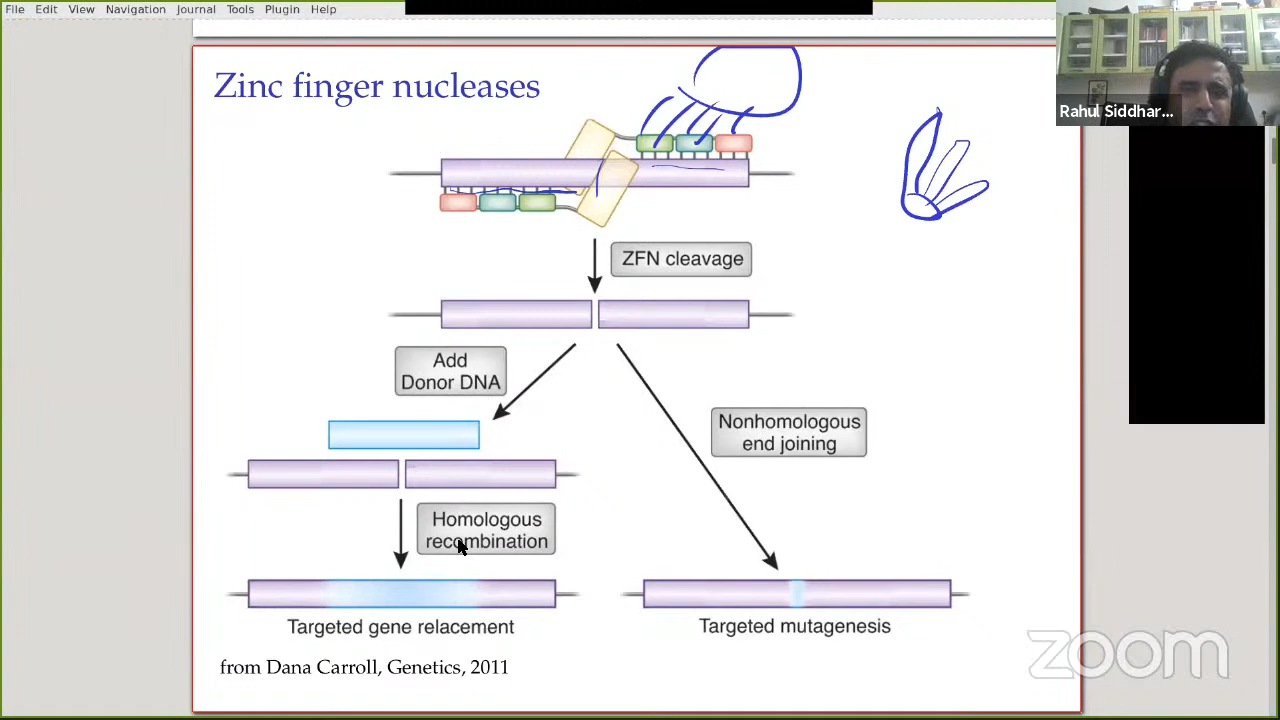 File Edit View Navigation Journal Tools Plugin Help
Zinc finger nucleases
Rahul Siddhar...
ZFN cleavage
Add
Donor DNA
Nonhomologous
end joining
Homologous
recombination
Targeted gene relacement
Targeted mutagenesis
from Dana Carroll, Genetics, 2011
zoom